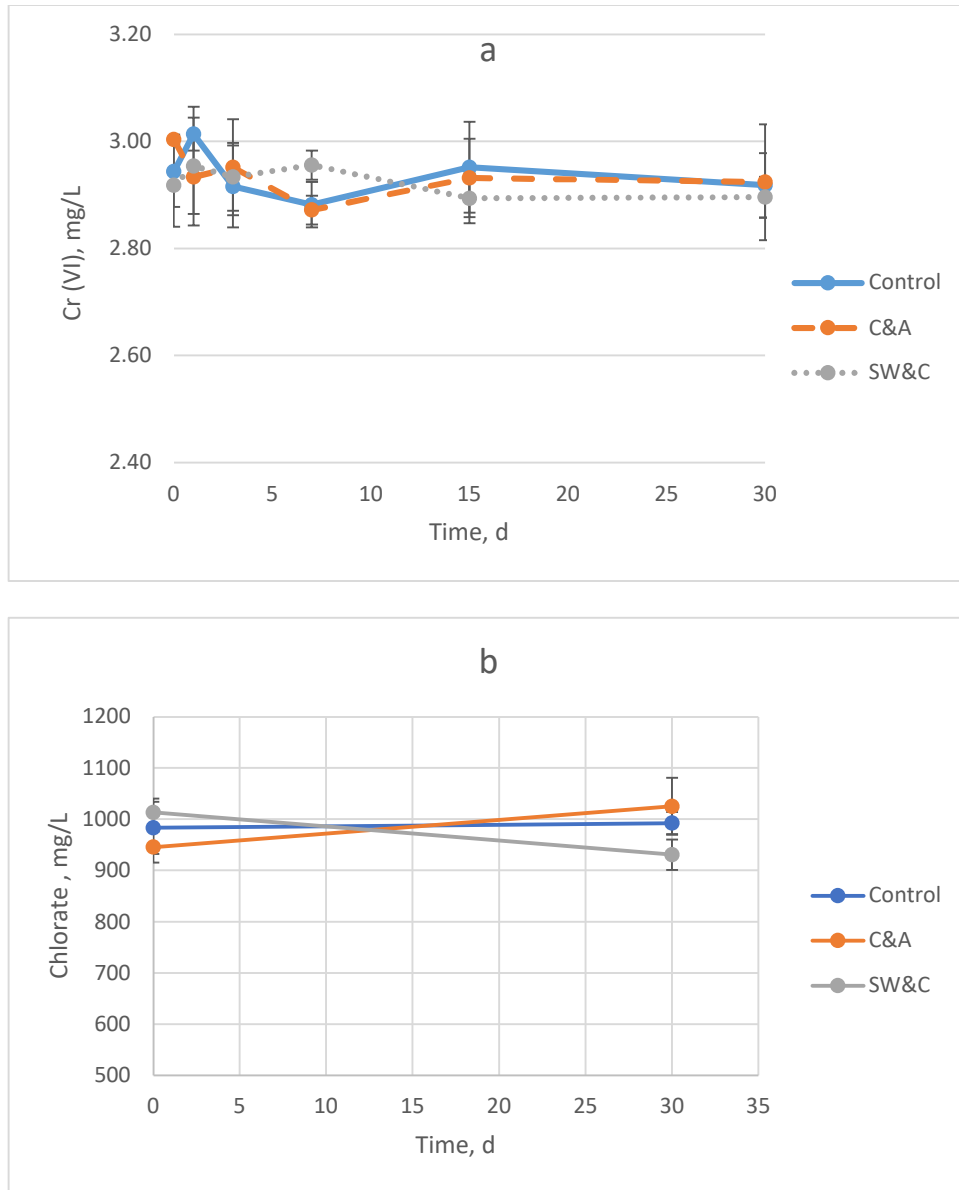 a
3.20
3.00
2.80
2.60
2.40
Cr (VI), mg/L
0 5 10 15 20 25 30
Time, d
Control
C&A
SW&C
b
1200
1100
1000
900
800
700
600
500
Chlorate , mg/L
0 5 10 15 20 25 30 35
Time, d
Control
C&A
SW&C